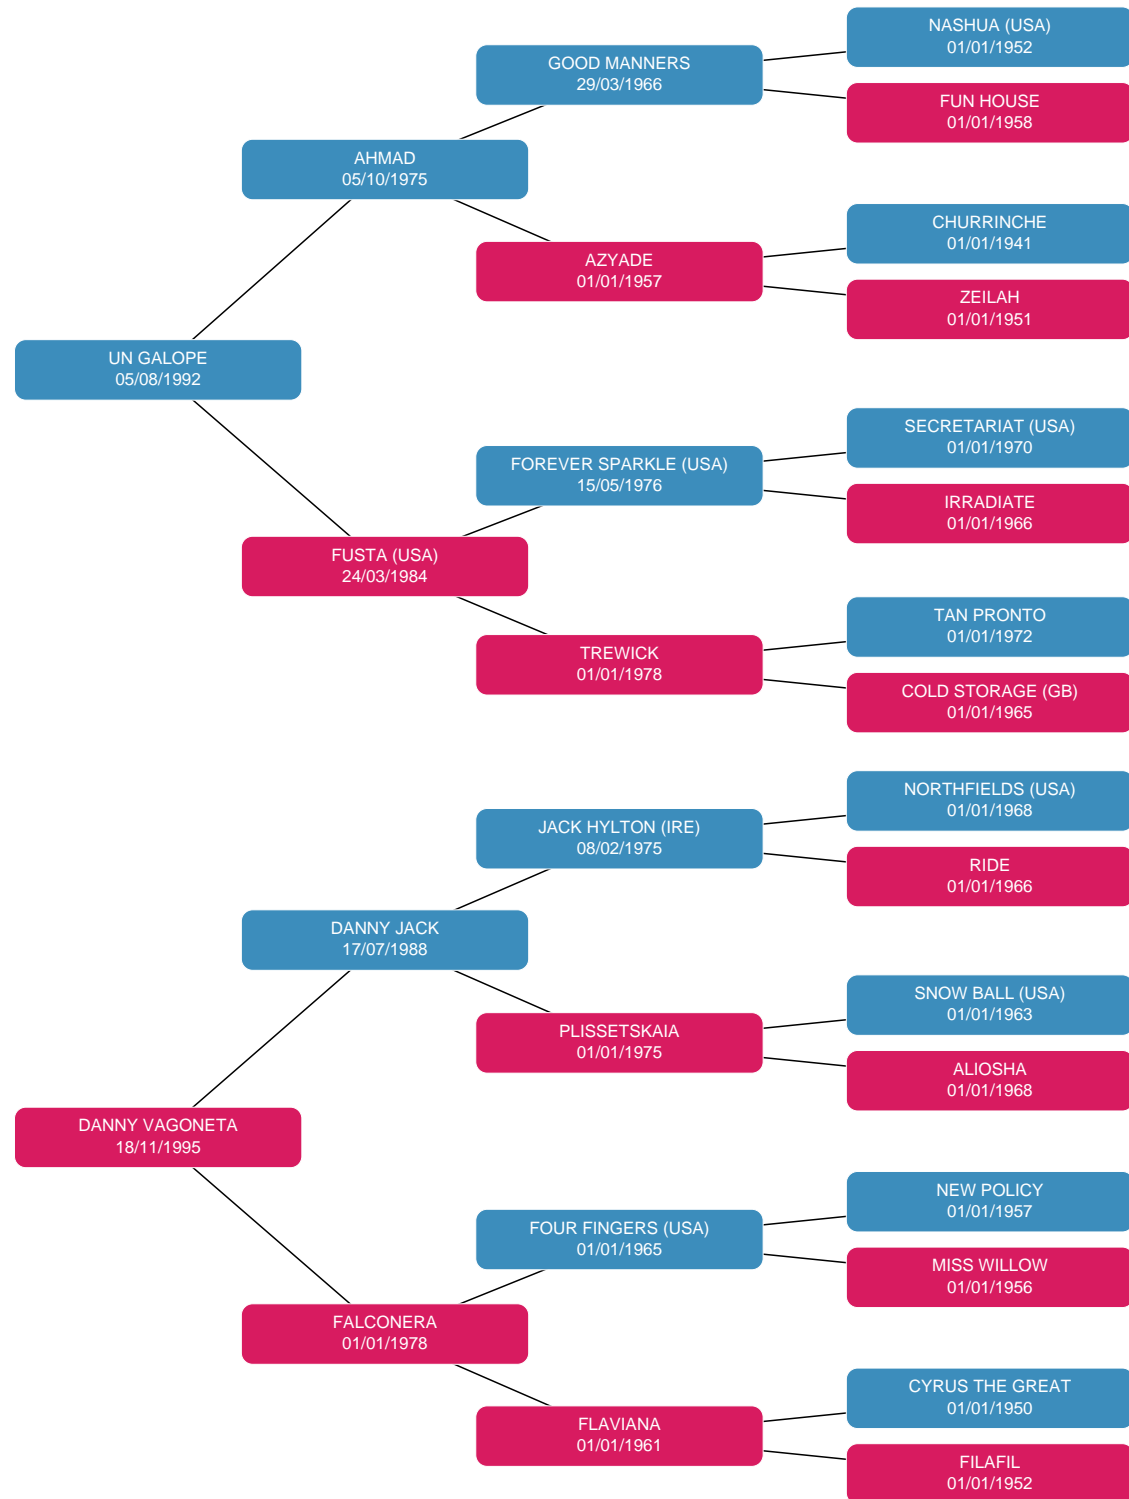 NASHUA (USA)
01/01/1952
GOOD MANNERS
29/03/1966
FUN HOUSE
01/01/1958
AHMAD
05/10/1975
CHURRINCHE
01/01/1941
AZYADE
01/01/1957
ZEILAH
01/01/1951
UN GALOPE
05/08/1992
SECRETARIAT (USA)
01/01/1970
FOREVER SPARKLE (USA)
15/05/1976
IRRADIATE
01/01/1966
FUSTA (USA)
24/03/1984
TAN PRONTO
01/01/1972
TREWICK
01/01/1978
COLD STORAGE (GB)
01/01/1965
NORTHFIELDS (USA)
01/01/1968
JACK HYLTON (IRE)
08/02/1975
RIDE
01/01/1966
DANNY JACK
17/07/1988
SNOW BALL (USA)
01/01/1963
PLISSETSKAIA
01/01/1975
ALIOSHA
01/01/1968
DANNY VAGONETA
18/11/1995
NEW POLICY
01/01/1957
FOUR FINGERS (USA)
01/01/1965
MISS WILLOW
01/01/1956
FALCONERA
01/01/1978
CYRUS THE GREAT
01/01/1950
FLAVIANA
01/01/1961
FILAFIL
01/01/1952